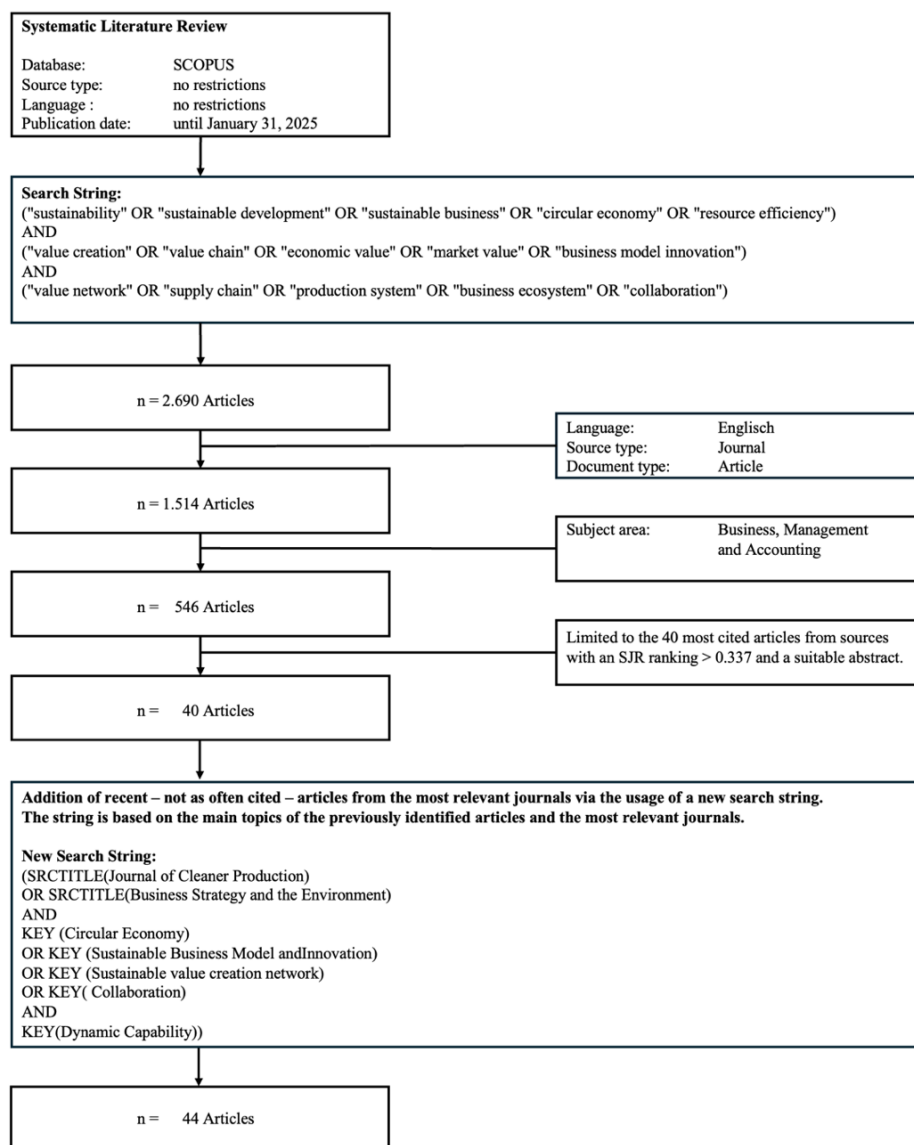 Systematic Literature Review
Database: SCOPUS
Source type: no restrictions
Language : no restrictions
Publication date: until January 31, 2025
Search String:
("sustainability" OR "sustainable development" OR "sustainable business" OR "circular economy" OR "resource efficiency")
AND
("value creation" OR "value chain" OR "economic value" OR "market value" OR "business model innovation")
AND
("value network" OR "supply chain" OR "production system" OR "business ecosystem" OR "collaboration")
n = 2.690 Articles
Language: Englisch
Source type: Journal
Document type: Article
n = 1.514 Articles
Subject area: Business, Management
and Accounting
n = 546 Articles
Limited to the 40 most cited articles from sources
with an SJR ranking > 0.337 and a suitable abstract.
n = 40 Articles
Addition of recent – not as often cited – articles from the most relevant journals via the usage of a new search string.
The string is based on the main topics of the previously identified articles and the most relevant journals.
New Search String:
(SRCTITLE(Journal of Cleaner Production)
OR SRCTITLE(Business Strategy and the Environment)
AND
KEY (Circular Economy)
OR KEY (Sustainable Business Model andInnovation)
OR KEY (Sustainable value creation network)
OR KEY( Collaboration)
AND
KEY(Dynamic Capability))
n = 44 Articles